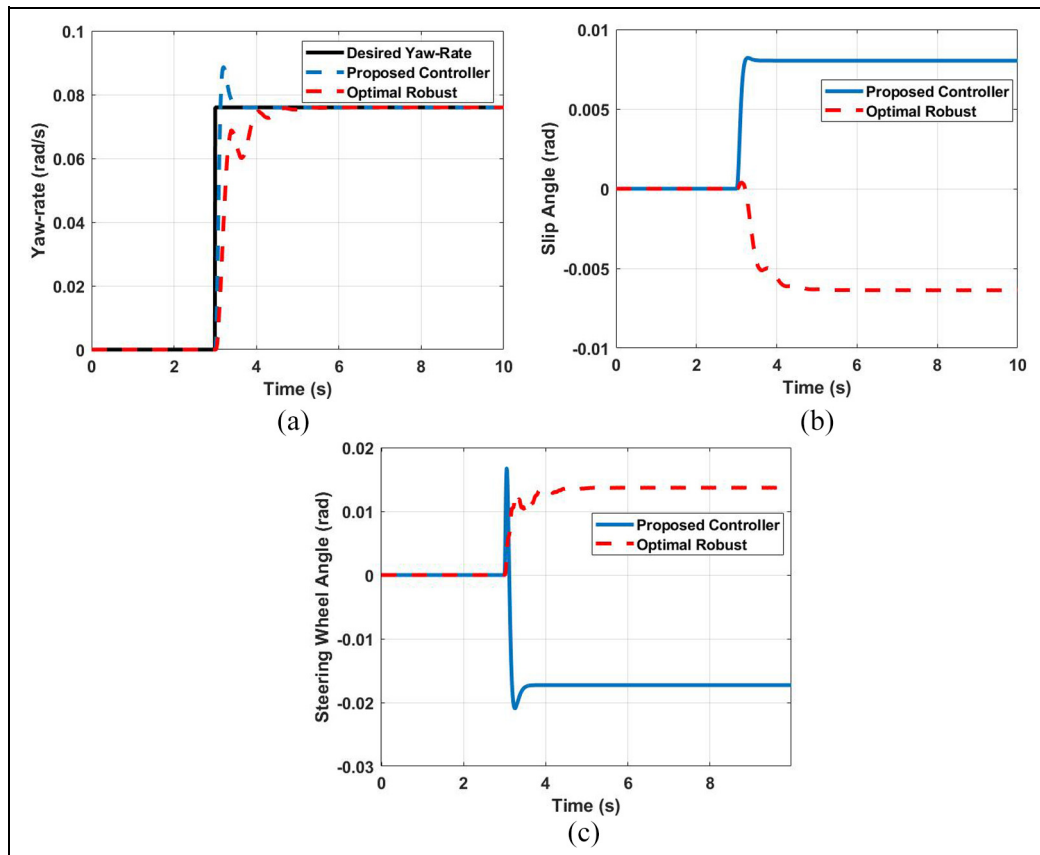 0.1
0.08
0.06
0.04
0.02
0
Yaw-rate (rad/s)
Desired Yaw-Rate
Proposed Controller
Optimal Robust
0 2 4 6 8 10
Time (s)
(a)
0.01
0.005
0
-0.005
-0.01
Slip Angle (rad)
Proposed Controller
Optimal Robust
0 2 4 6 8 10
Time (s)
(b)
0.02
0.01
0
-0.01
-0.02
-0.03
Steering Wheel Angle (rad)
Proposed Controller
Optimal Robust
0 2 4 6 8
Time (s)
(c)